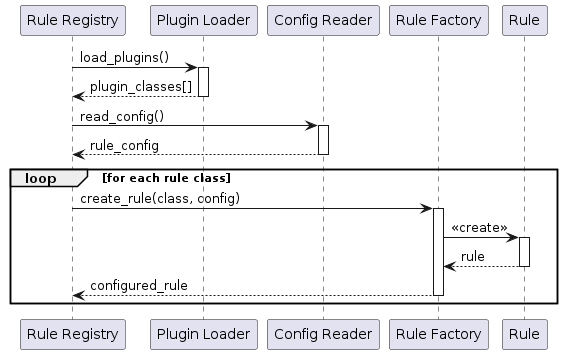 Rule Registry Plugin Loader Config Reader Rule Factory Rule
load_plugins()
plugin_classes[]
read_config()
rule_config
loop [for each rule class]
create_rule(class, config)
«create»
rule
configured_rule
Rule Registry Plugin Loader Config Reader Rule Factory Rule